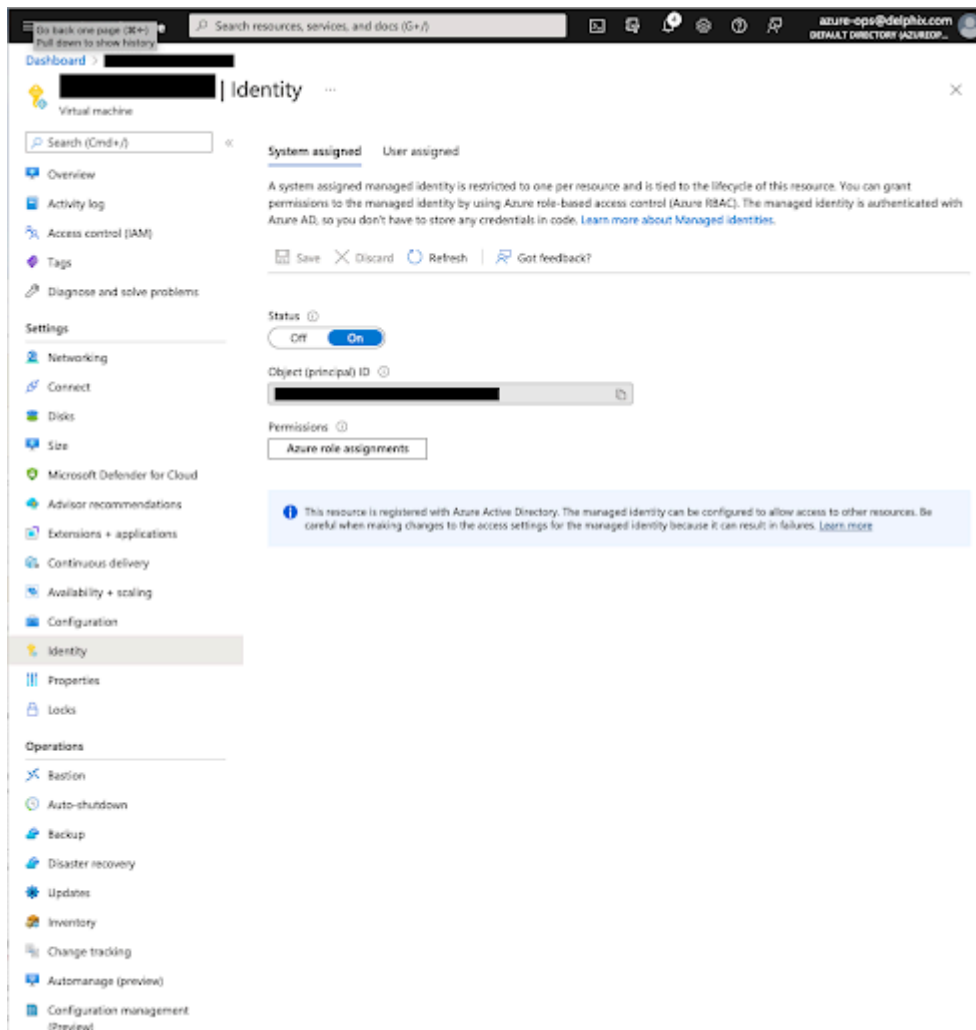 Go back one page (⌘←)
Pull down to show history
Search resources, services, and docs (G+/)
azure-ops@delphix.com
DEFAULT DIRECTORY (AZUREOP...
Dashboard >
| Identity ...
Virtual machine
Search (Cmd+/)
System assigned User assigned
A system assigned managed identity is restricted to one per resource and is tied to the lifecycle of this resource. You can grant
permissions to the managed identity by using Azure role-based access control (Azure RBAC). The managed identity is authenticated with
Azure AD, so you don't have to store any credentials in code. Learn more about Managed identities.
Save Discard Refresh Got feedback?
Status
Off On
Object (principal) ID
Permissions
Azure role assignments
This resource is registered with Azure Active Directory. The managed identity can be configured to allow access to other resources. Be
careful when making changes to the access settings for the managed identity because it can result in failures. Learn more
Overview
Activity log
Access control (IAM)
Tags
Diagnose and solve problems
Settings
Networking
Connect
Disks
Size
Microsoft Defender for Cloud
Advisor recommendations
Extensions + applications
Continuous delivery
Availability + scaling
Configuration
Identity
Properties
Locks
Operations
Bastion
Auto-shutdown
Backup
Disaster recovery
Updates
Inventory
Change tracking
Automanage (preview)
Configuration management
(Preview)